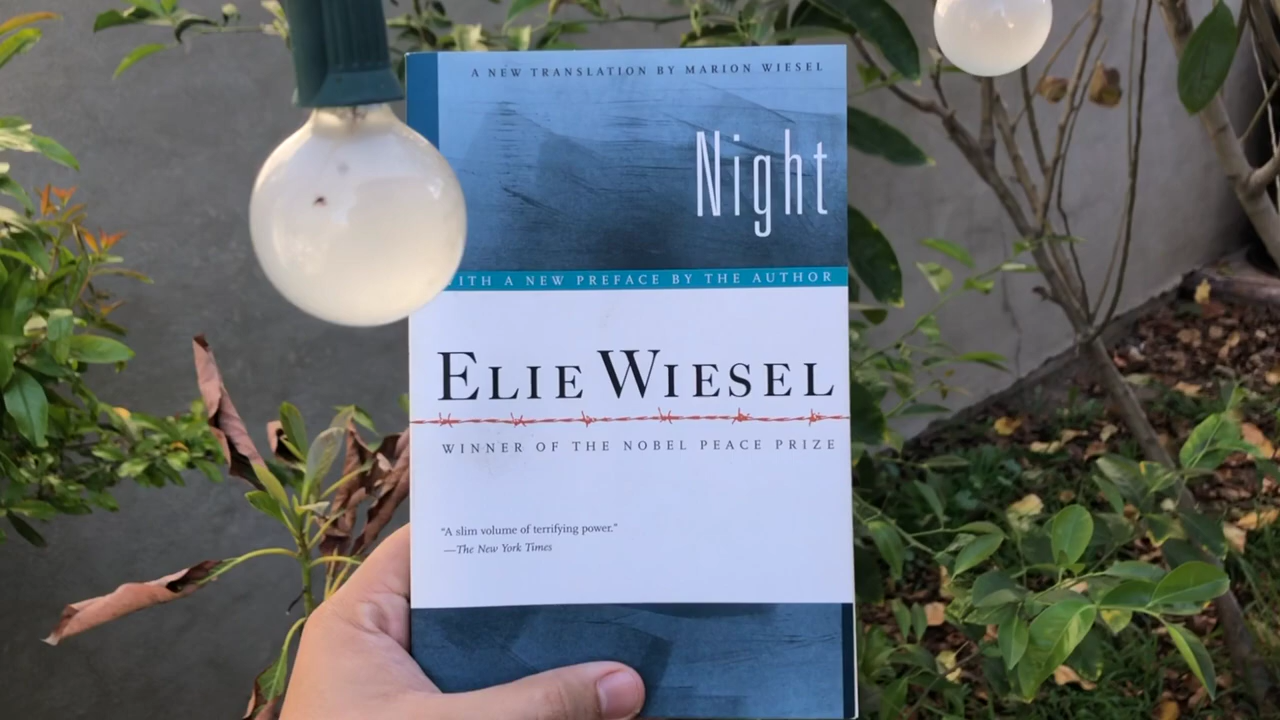 A NEW TRANSLATION BY MARION WIESEL
Night
WITH A NEW PREFACE BY THE AUTHOR
ELIE WIESEL
WINNER OF THE NOBEL PEACE PRIZE
“A slim volume of terrifying power.”
—The New York Times